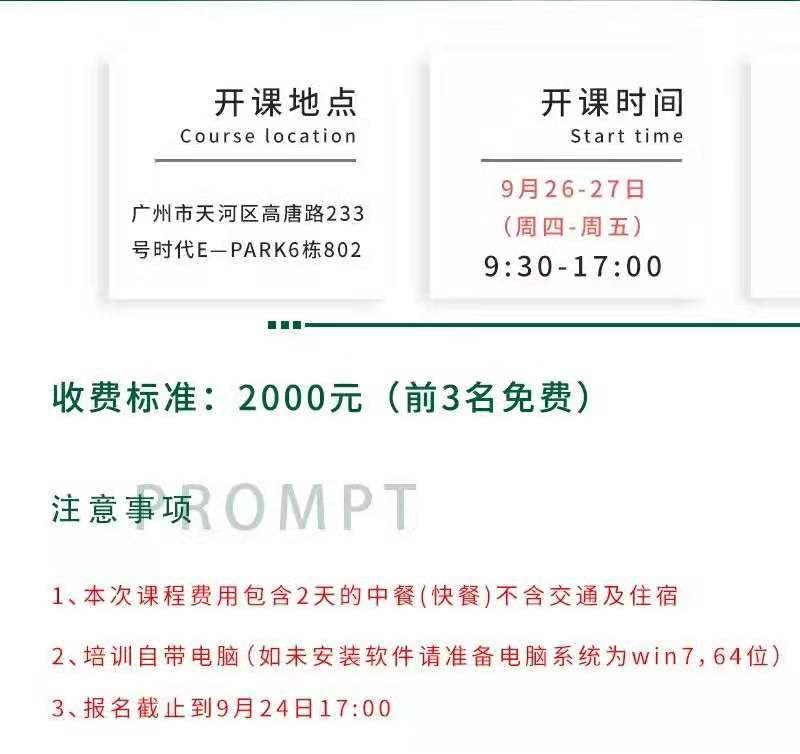 开课地点
Course location
广州市天河区高唐路233
号时代E—PARK6栋802
开课时间
Start time
9月26-27日
（周四-周五）
9:30-17:00
收费标准：2000元（前3名免费）
注意事项
PROMPT
1、本次课程费用包含2天的中餐(快餐)不含交通及住宿
2、培训自带电脑（如未安装软件请准备电脑系统为win7,64位）
3、报名截止到9月24日17:00